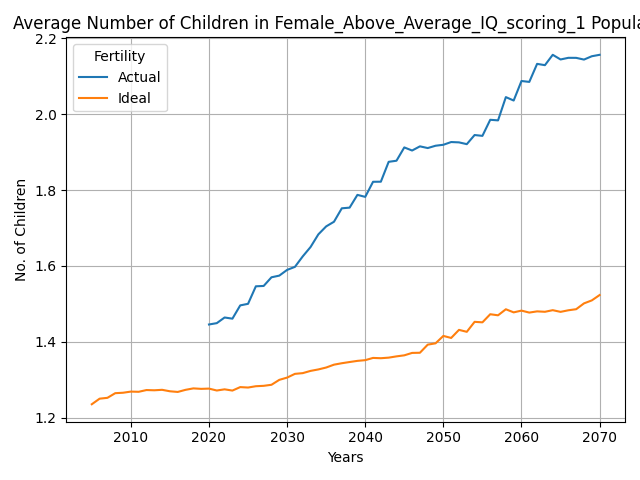 Average Number of Children in Female_Above_Average_IQ_scoring_1 Popula
Fertility
Actual
Ideal
No. of Children
2.2
2.0
1.8
1.6
1.4
1.2
2010 2020 2030 2040 2050 2060 2070
Years